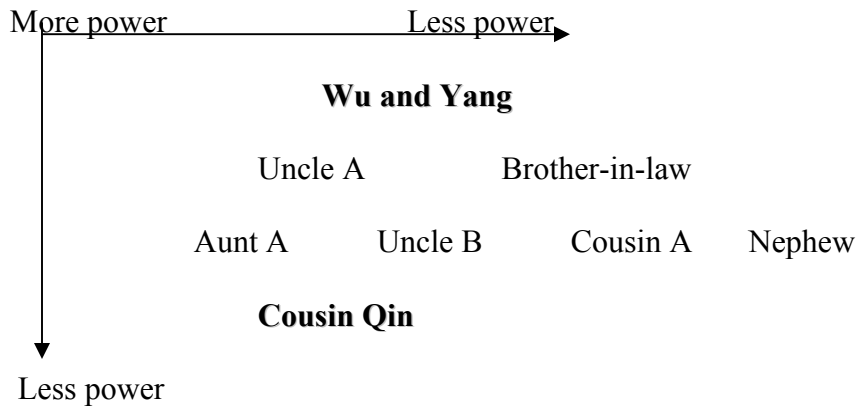 More power Less power
Wu and Yang
Uncle A Brother-in-law
Aunt A Uncle B Cousin A Nephew
Cousin Qin
Less power